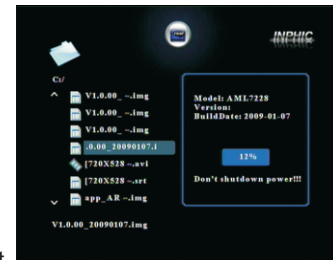 INPHIC
C:/
V1.0.00_ ~.img
V1.0.00_ ~.img
V1.0.00_ ~.img
.0.00_20090107.i
[720X528 ~.avi
[720X528 ~.srt
app_AR ~.img
V1.0.00_20090107.img
Model: AML7228
Version:
BuildDate: 2009-01-07
12%
Don't shutdown power!!!
t